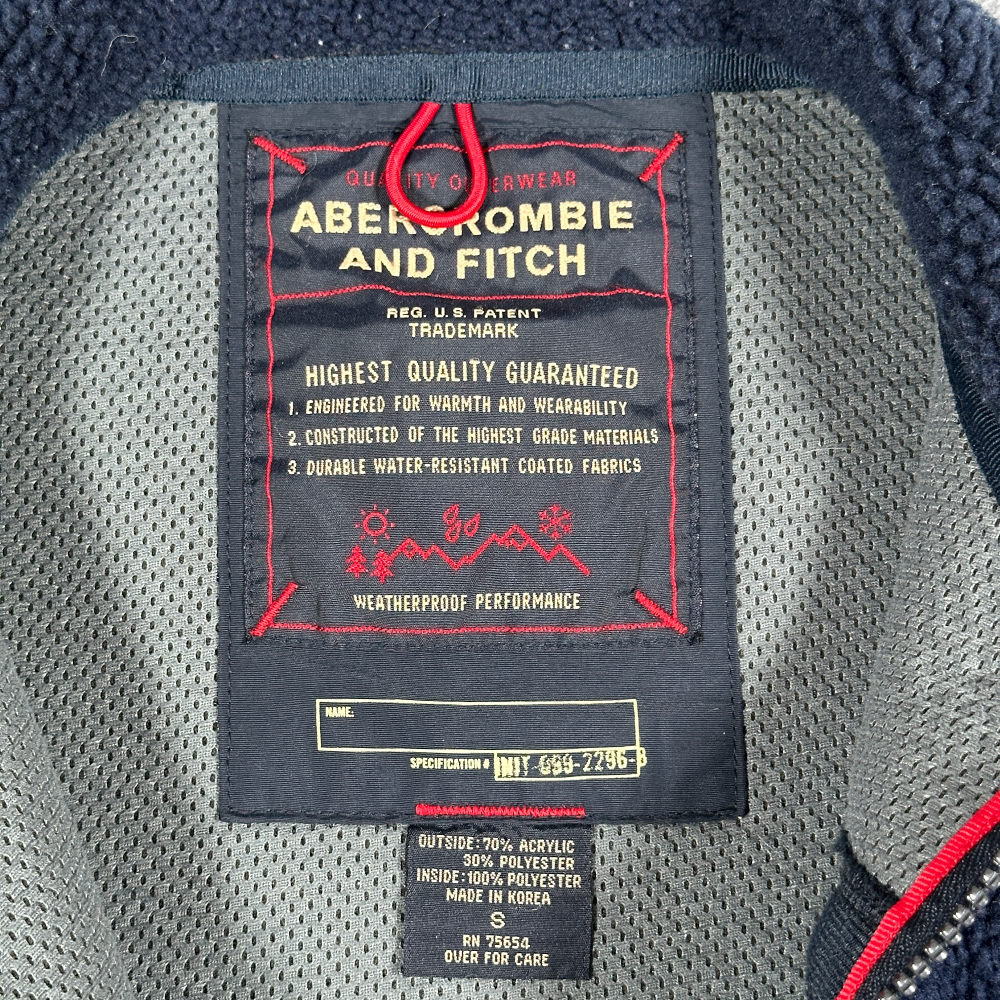 QUALITY OUTERWEAR
ABERCROMBIE
AND FITCH
REG. U.S. PATENT
TRADEMARK
HIGHEST QUALITY GUARANTEED
1. ENGINEERED FOR WARMTH AND WEARABILITY
2. CONSTRUCTED OF THE HIGHEST GRADE MATERIALS
3. DURABLE WATER-RESISTANT COATED FABRICS
WEATHERPROOF PERFORMANCE
NAME:
SPECIFICATION #
OUTSIDE: 70% ACRYLIC
30% POLYESTER
INSIDE: 100% POLYESTER
MADE IN KOREA
S
RN 75654
OVER FOR CARE